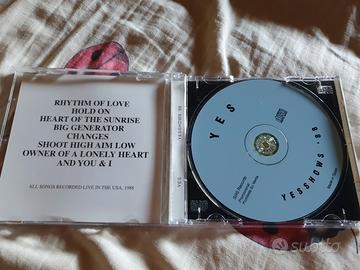 RHYTHM OF LOVE
HOLD ON
HEART OF THE SUNRISE
BIG GENERATOR
CHANGES
SHOOT HIGH AIM LOW
OWNER OF A LONELY HEART
AND YOU & I
ALL SONGS RECORDED LIVE IN THE USA, 1988
YES
YESSHOWS '88
YES
YESSHOWS '88
subito